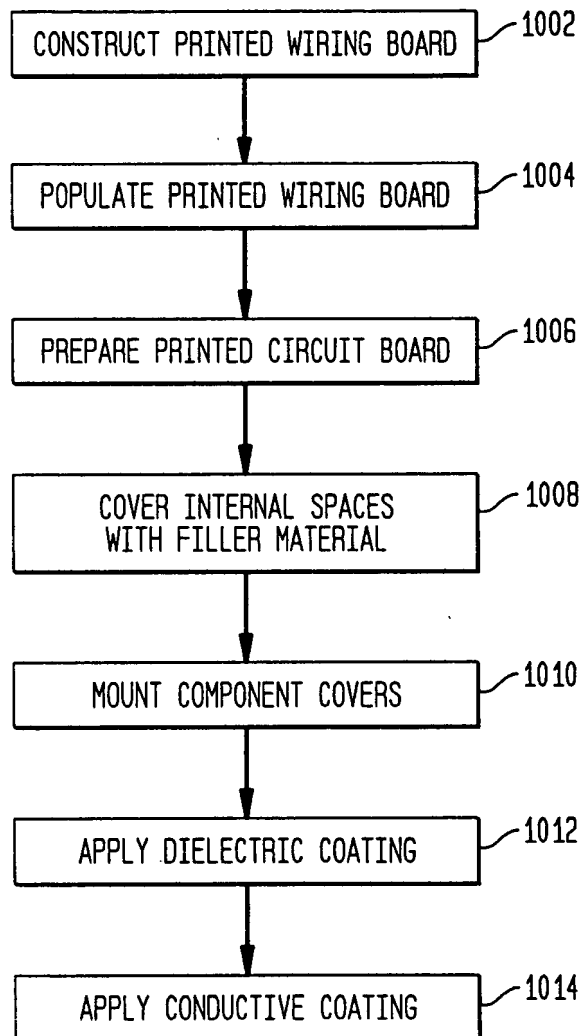 CONSTRUCT PRINTED WIRING BOARD
1002
POPULATE PRINTED WIRING BOARD
1004
PREPARE PRINTED CIRCUIT BOARD
1006
COVER INTERNAL SPACES
WITH FILLER MATERIAL
1008
MOUNT COMPONENT COVERS
1010
APPLY DIELECTRIC COATING
1012
APPLY CONDUCTIVE COATING
1014